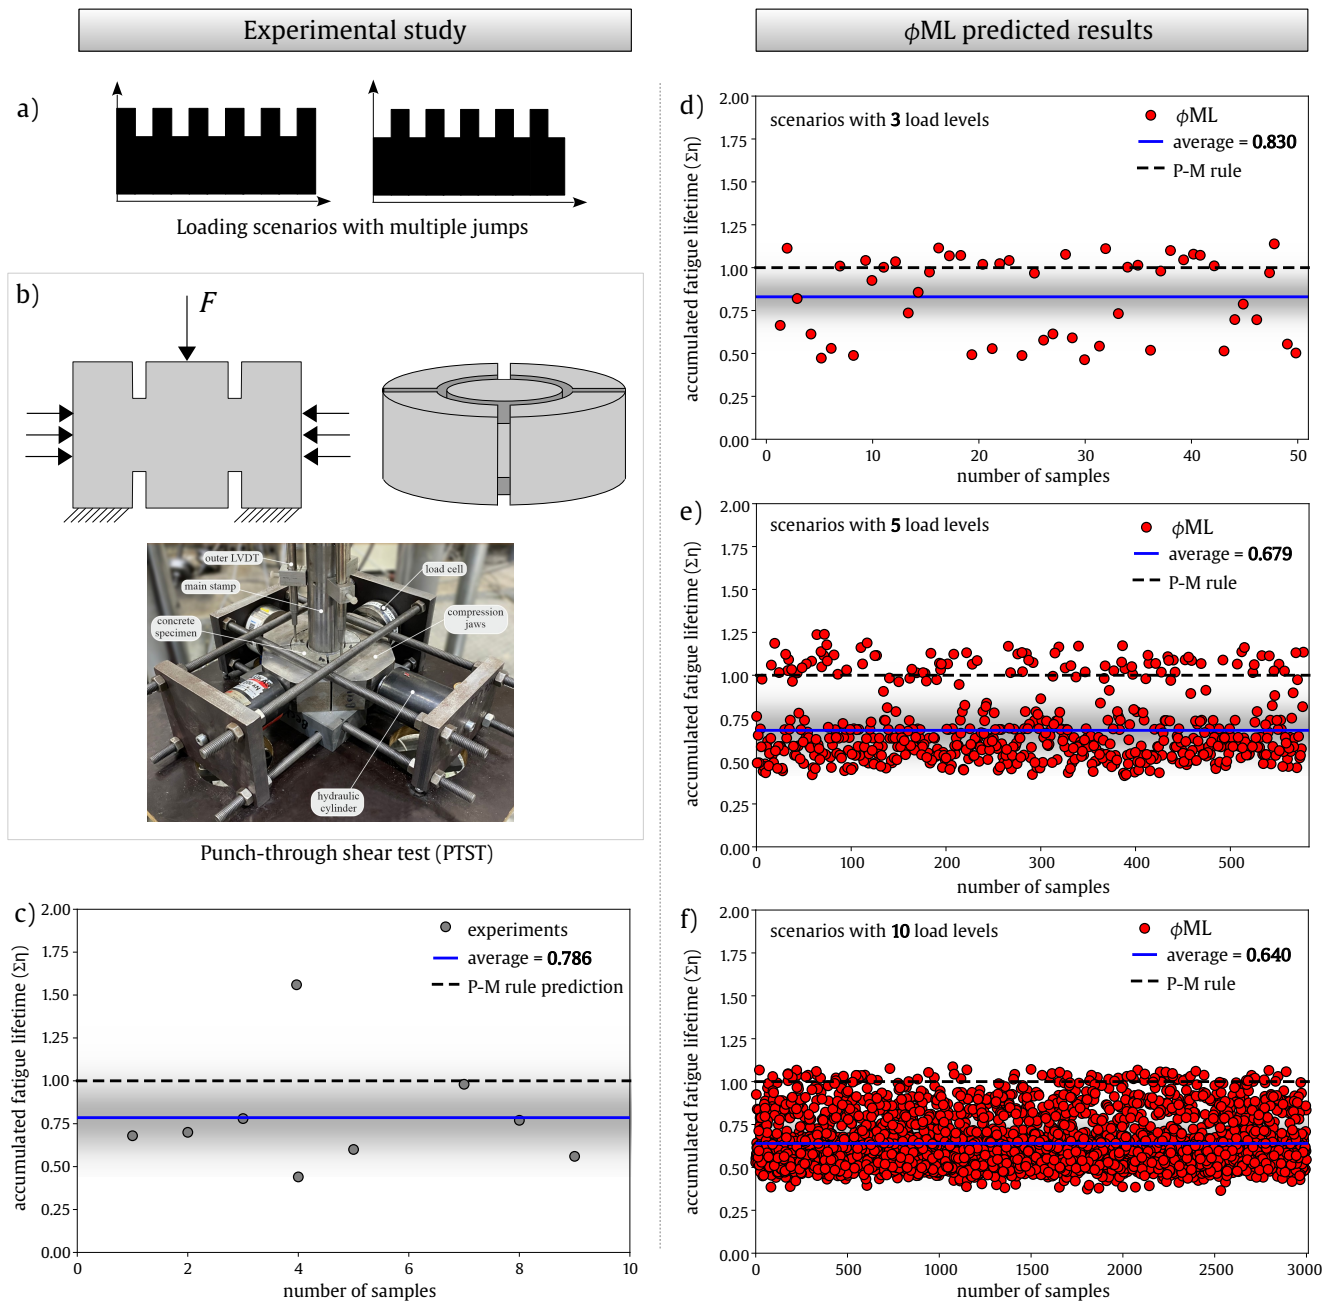 Experimental study
a)
Loading scenarios with multiple jumps
b)
F
outer LVDT
main stamp
concrete
specimen
load cell
compression
jaws
hydraulic
cylinder
Punch-through shear test (PTST)
c)
accumulated fatigue lifetime (Ση)
2.00
1.75
1.50
1.25
1.00
0.75
0.50
0.25
0.00
experiments
average = 0.786
P-M rule prediction
0 2 4 6 8 10
number of samples
ϕML predicted results
d)
accumulated fatigue lifetime (Ση)
2.00
1.75
1.50
1.25
1.00
0.75
0.50
0.25
0.00
scenarios with 3 load levels
ϕML
average = 0.830
P-M rule
0 10 20 30 40 50
number of samples
e)
accumulated fatigue lifetime (Ση)
2.00
1.75
1.50
1.25
1.00
0.75
0.50
0.25
0.00
scenarios with 5 load levels
ϕML
average = 0.679
P-M rule
0 100 200 300 400 500
number of samples
f)
accumulated fatigue lifetime (Ση)
2.00
1.75
1.50
1.25
1.00
0.75
0.50
0.25
0.00
scenarios with 10 load levels
ϕML
average = 0.640
P-M rule
0 500 1000 1500 2000 2500 3000
number of samples